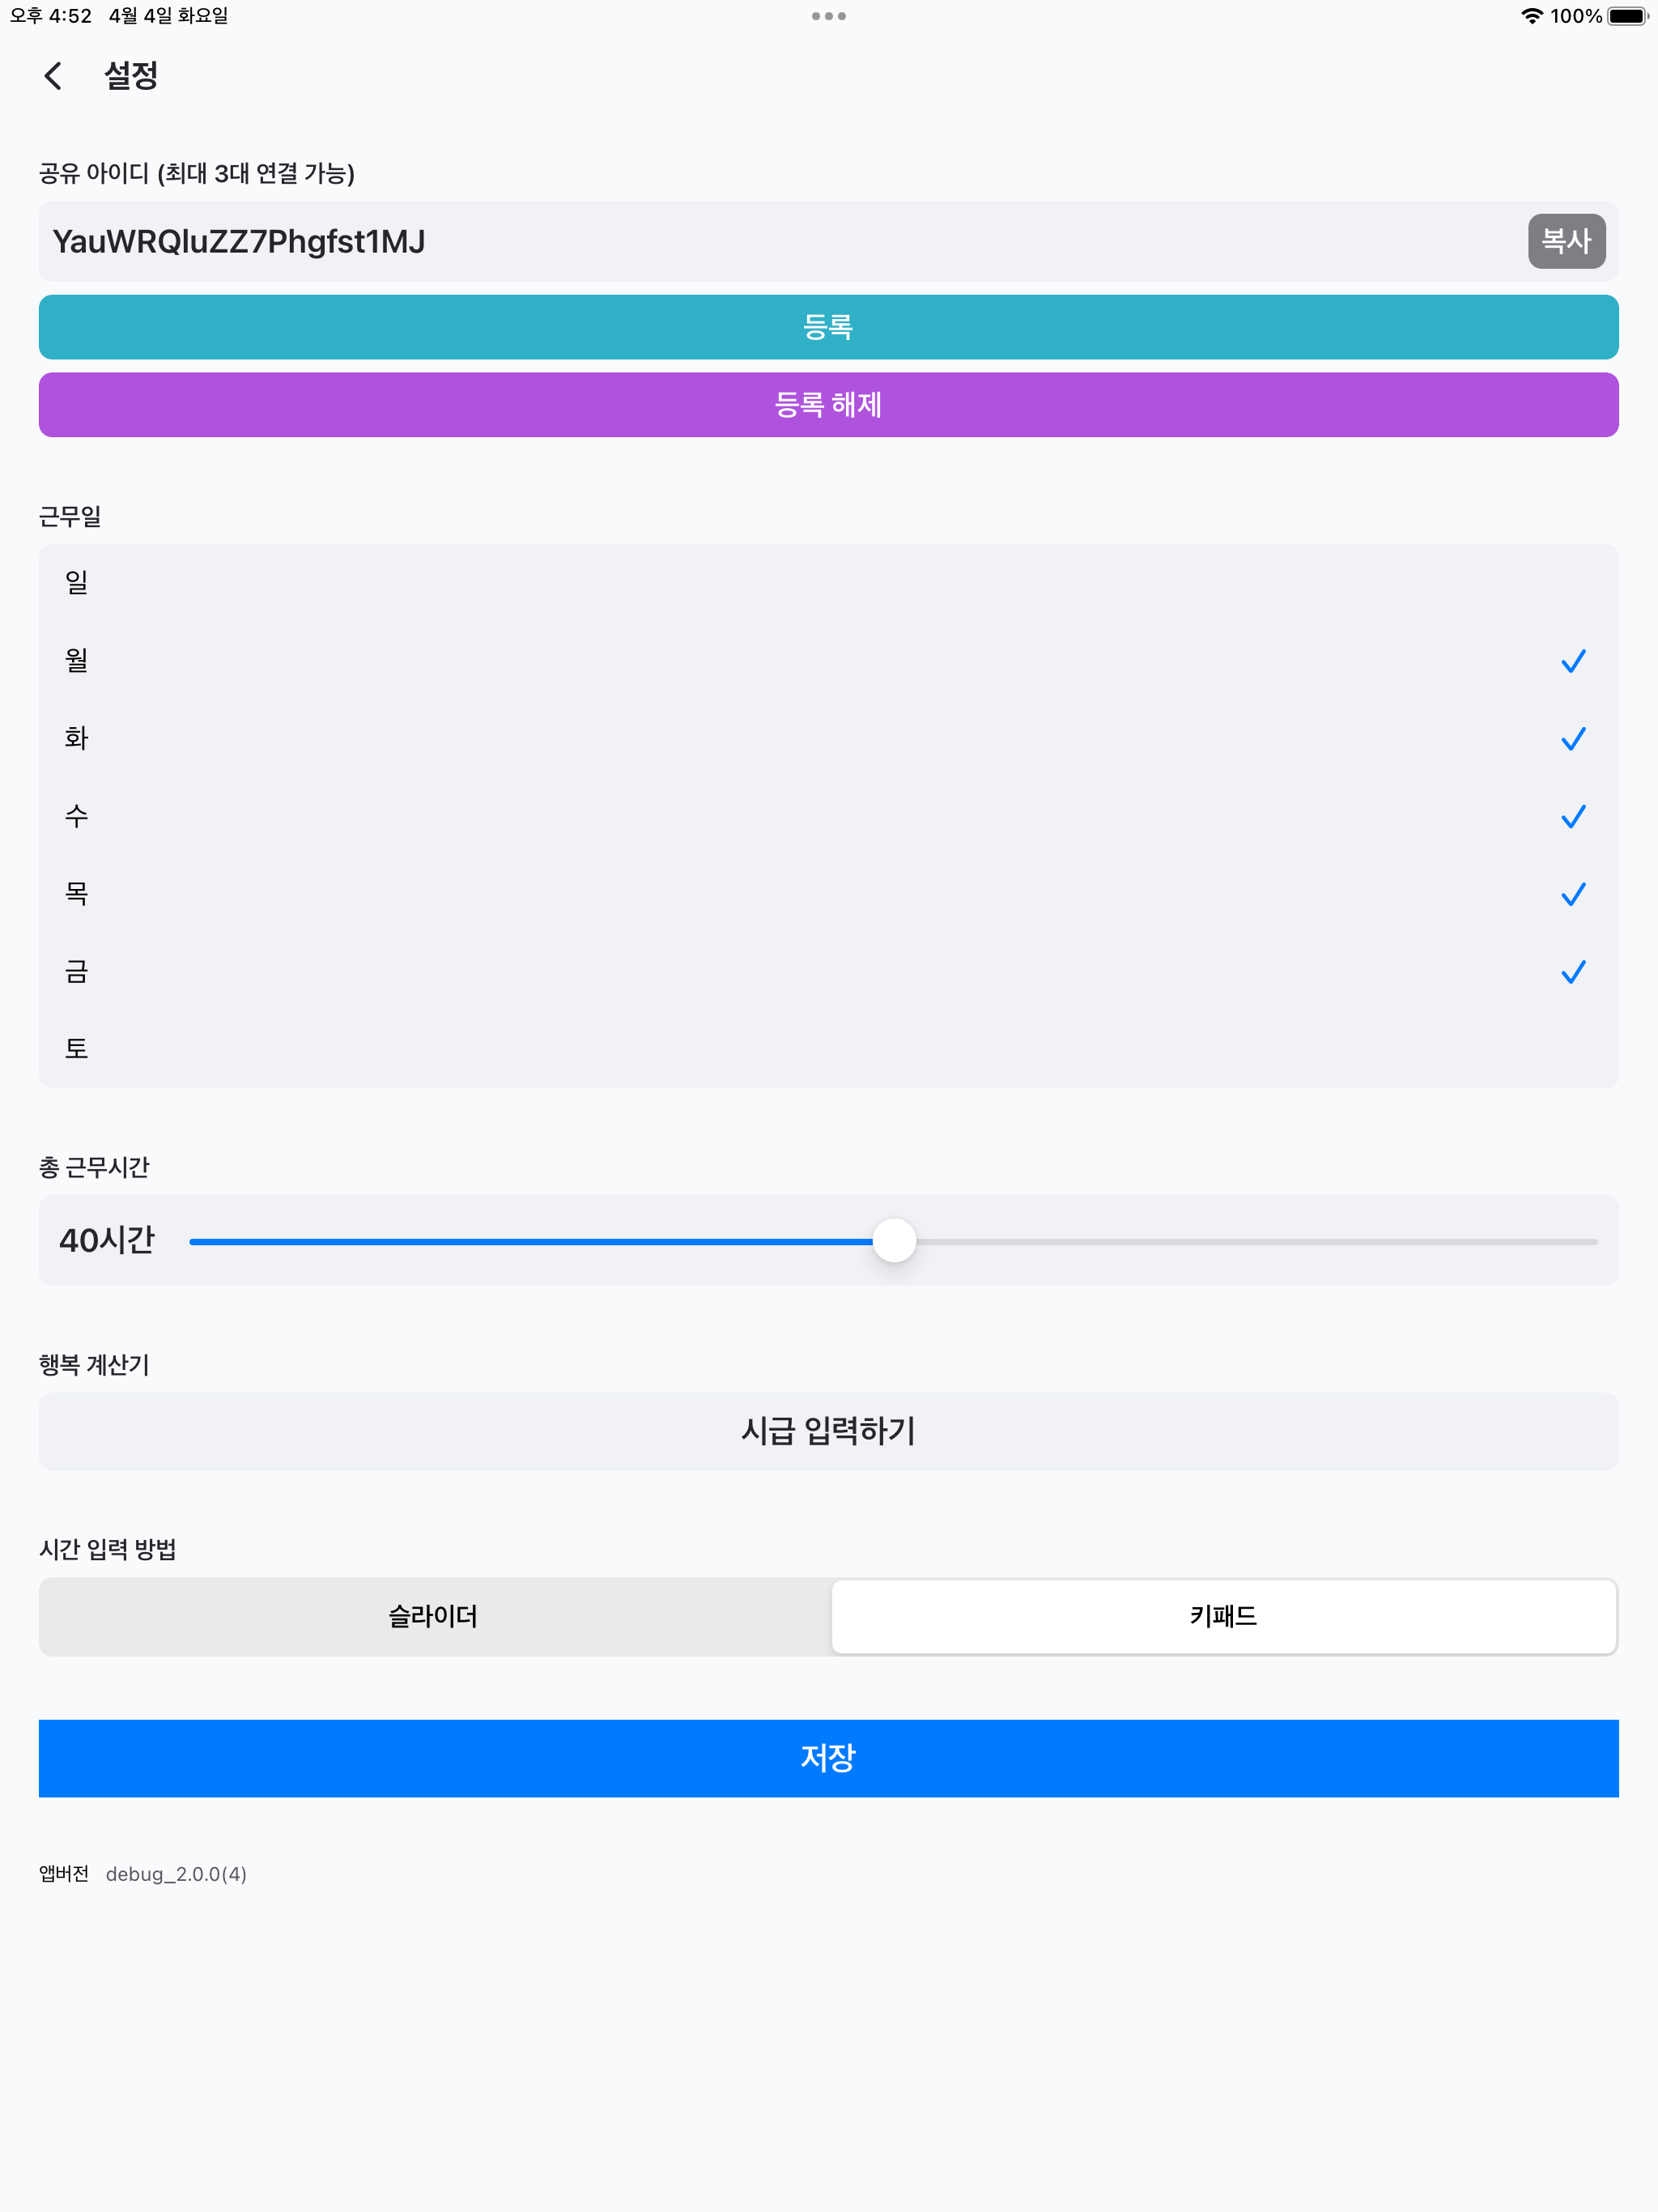 오후 4:52 4월 4일 화요일 100%
설정
공유 아이디 (최대 3대 연결 가능)
YauWRQluZZ7Phgfst1MJ 복사
등록
등록 해제
근무일
일
월
화
수
목
금
토
총 근무시간
40시간
행복 계산기
시급 입력하기
시간 입력 방법
슬라이더 키패드
저장
앱버전 debug_2.0.0(4)